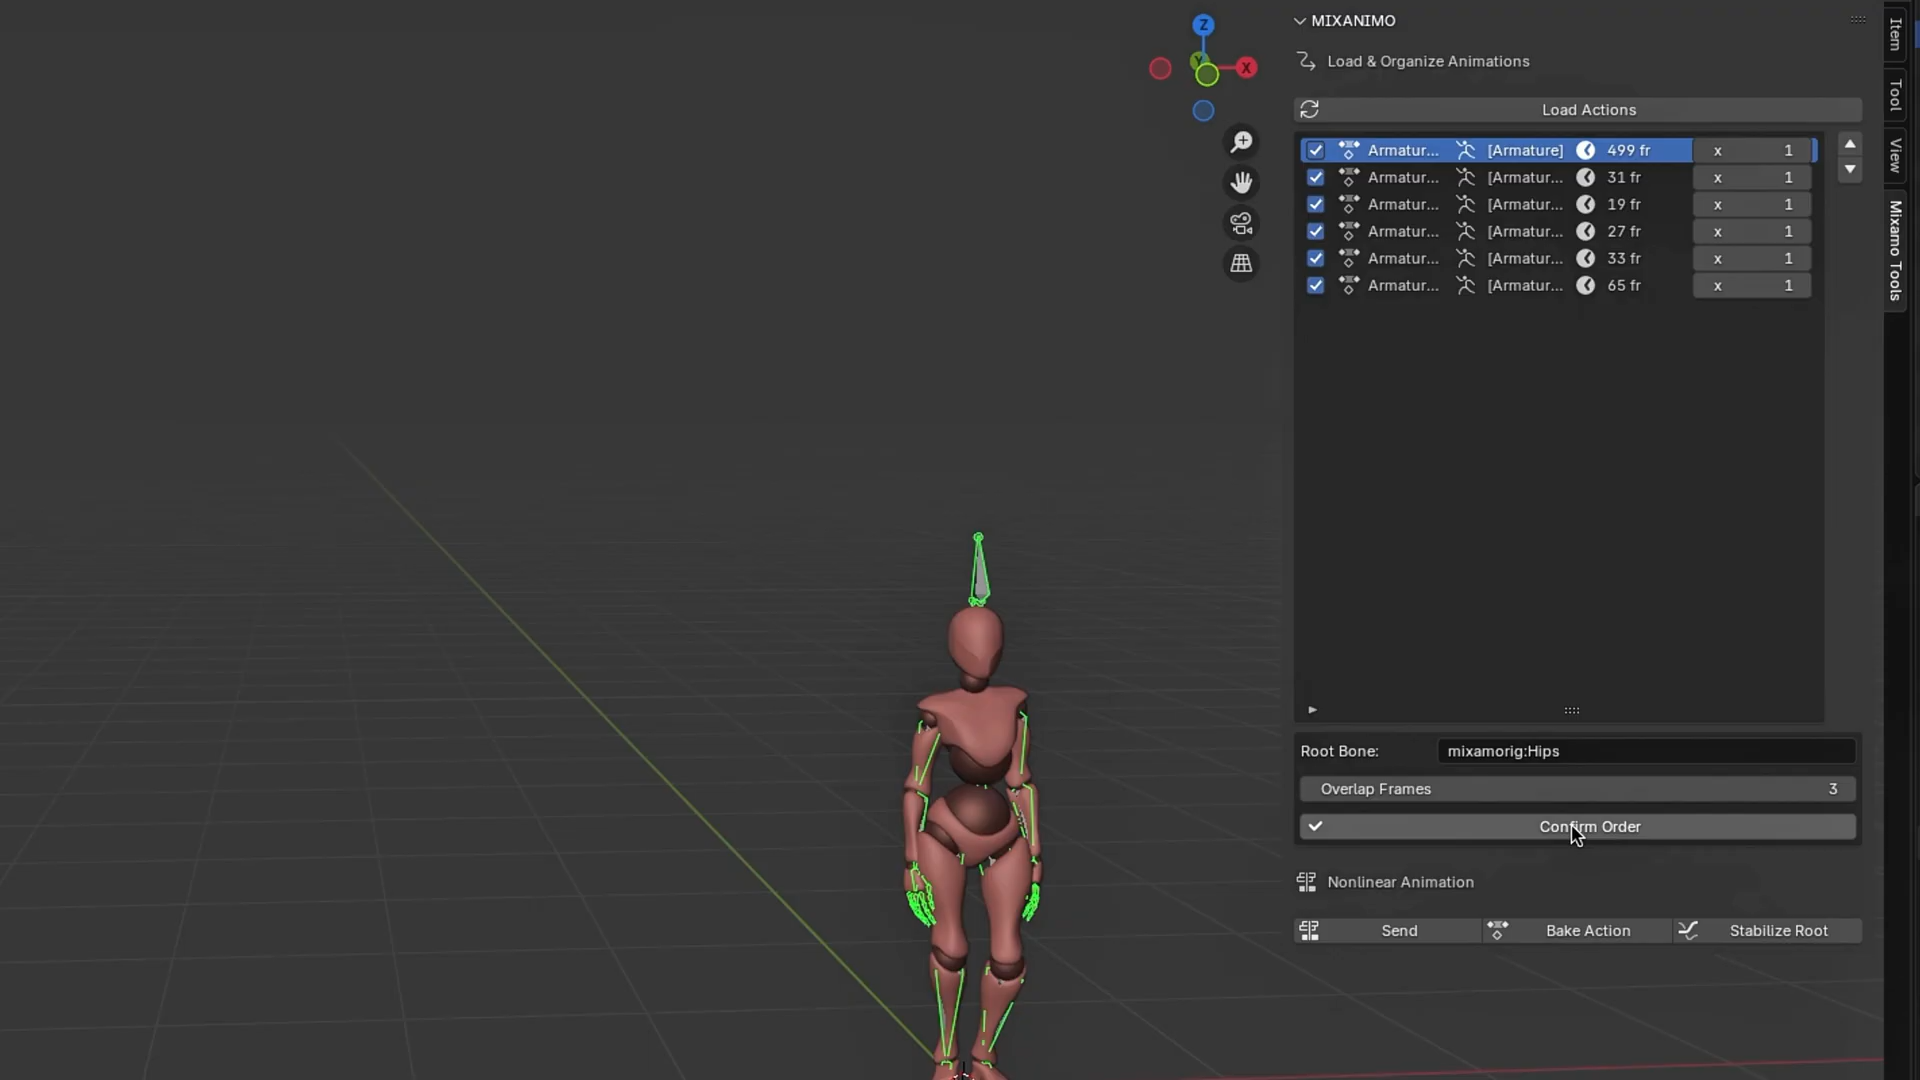 MIXANIMO
Load & Organize Animations
Load Actions
Armatur... [Armature] 499 fr x 1
Armatur... [Armatur... 31 fr x 1
Armatur... [Armatur... 19 fr x 1
Armatur... [Armatur... 27 fr x 1
Armatur... [Armatur... 33 fr x 1
Armatur... [Armatur... 65 fr x 1
Root Bone: mixamorig:Hips
Overlap Frames 3
Confirm Order
Nonlinear Animation
Send Bake Action Stabilize Root
Item
Tool
View
Mixamo Tools
Z
Y
X